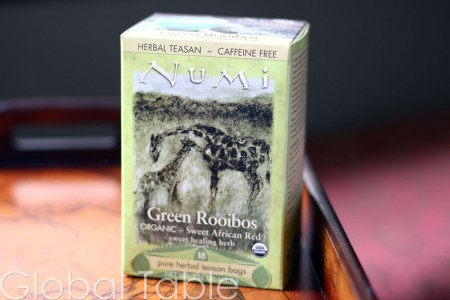 HERBAL TEASAN ~ CAFFEINE FREE
NUMI
Green Rooibos
ORGANIC ~ Sweet African Red
sweet healing herb
USDA
18
pure herbal teasan bags
Global Table